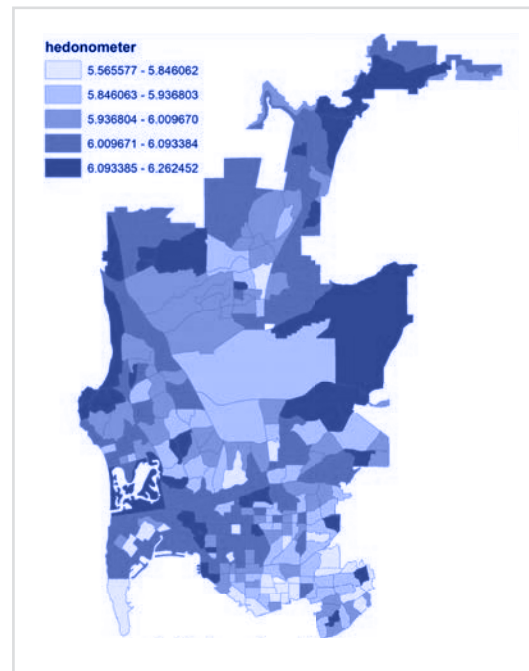 hedonometer
5.565577 - 5.846062
5.846063 - 5.936803
5.936804 - 6.009670
6.009671 - 6.093384
6.093385 - 6.262452